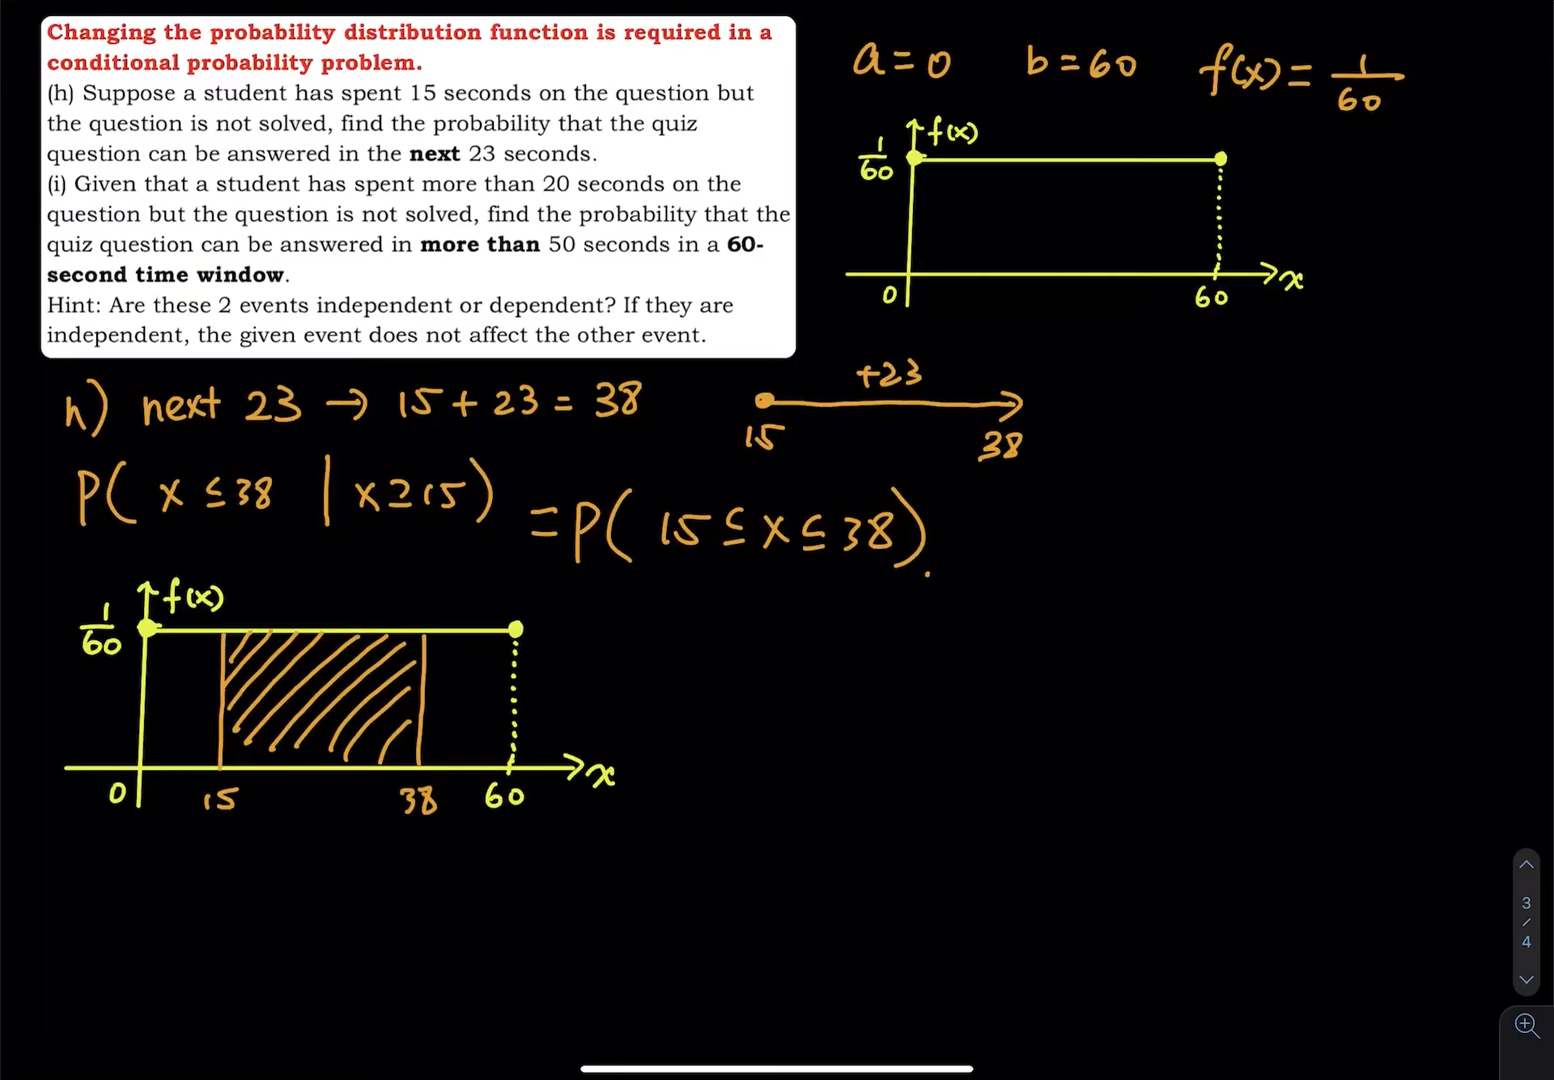 Changing the probability distribution function is required in a
conditional probability problem.
(h) Suppose a student has spent 15 seconds on the question but
the question is not solved, find the probability that the quiz
question can be answered in the next 23 seconds.
(i) Given that a student has spent more than 20 seconds on the
question but the question is not solved, find the probability that the
quiz question can be answered in more than 50 seconds in a 60-
second time window.
Hint: Are these 2 events independent or dependent? If they are
independent, the given event does not affect the other event.
a = 0 b = 60 f(x) = 1/60
f(x)
1/60
0 60 x
h) next 23 → 15 + 23 = 38
+23
15 38
P( x ≤ 38 | x ≥ 15 ) = P( 15 ≤ x ≤ 38 ).
f(x)
1/60
0 15 38 60 x
3
/
4